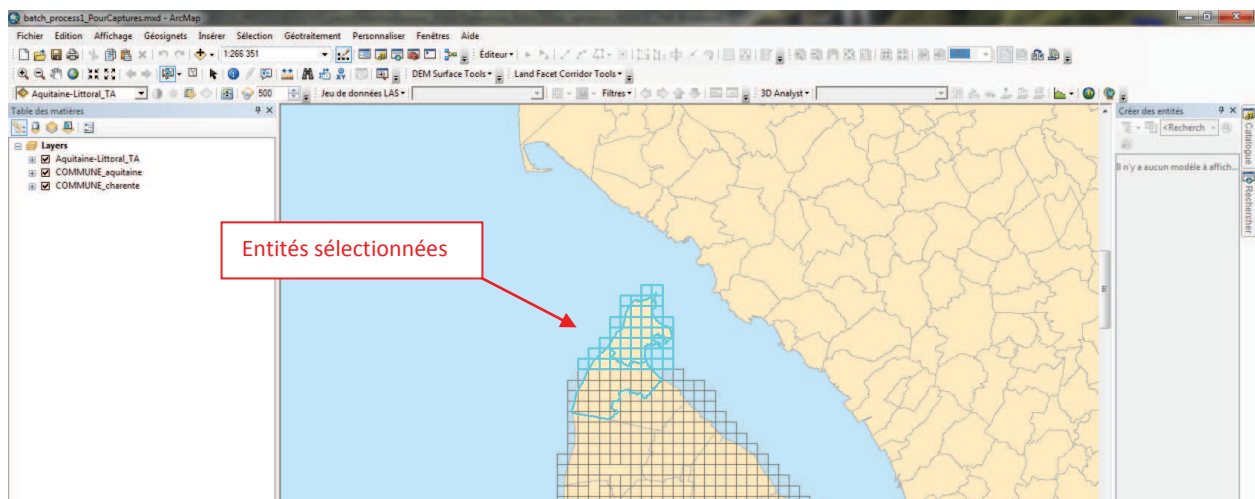 batch_process1_PourCaptures.mxd - ArcMap
Fichier Edition Affichage Géosignets Insérer Sélection Géotraitement Personnaliser Fenêtres Aide
1:266 351 Éditeur
DEM Surface Tools Land Facet Corridor Tools
Aquitaine-Littoral_TA 500 Jeu de données LAS Filtres 3D Analyst
Table des matières
Layers
Aquitaine-Littoral_TA
COMMUNE_aquitaine
COMMUNE_charente
Entités sélectionnées
Créer des entités
<Recherch
Il n'y a aucun modèle à affich...
Catalogue
Rechercher